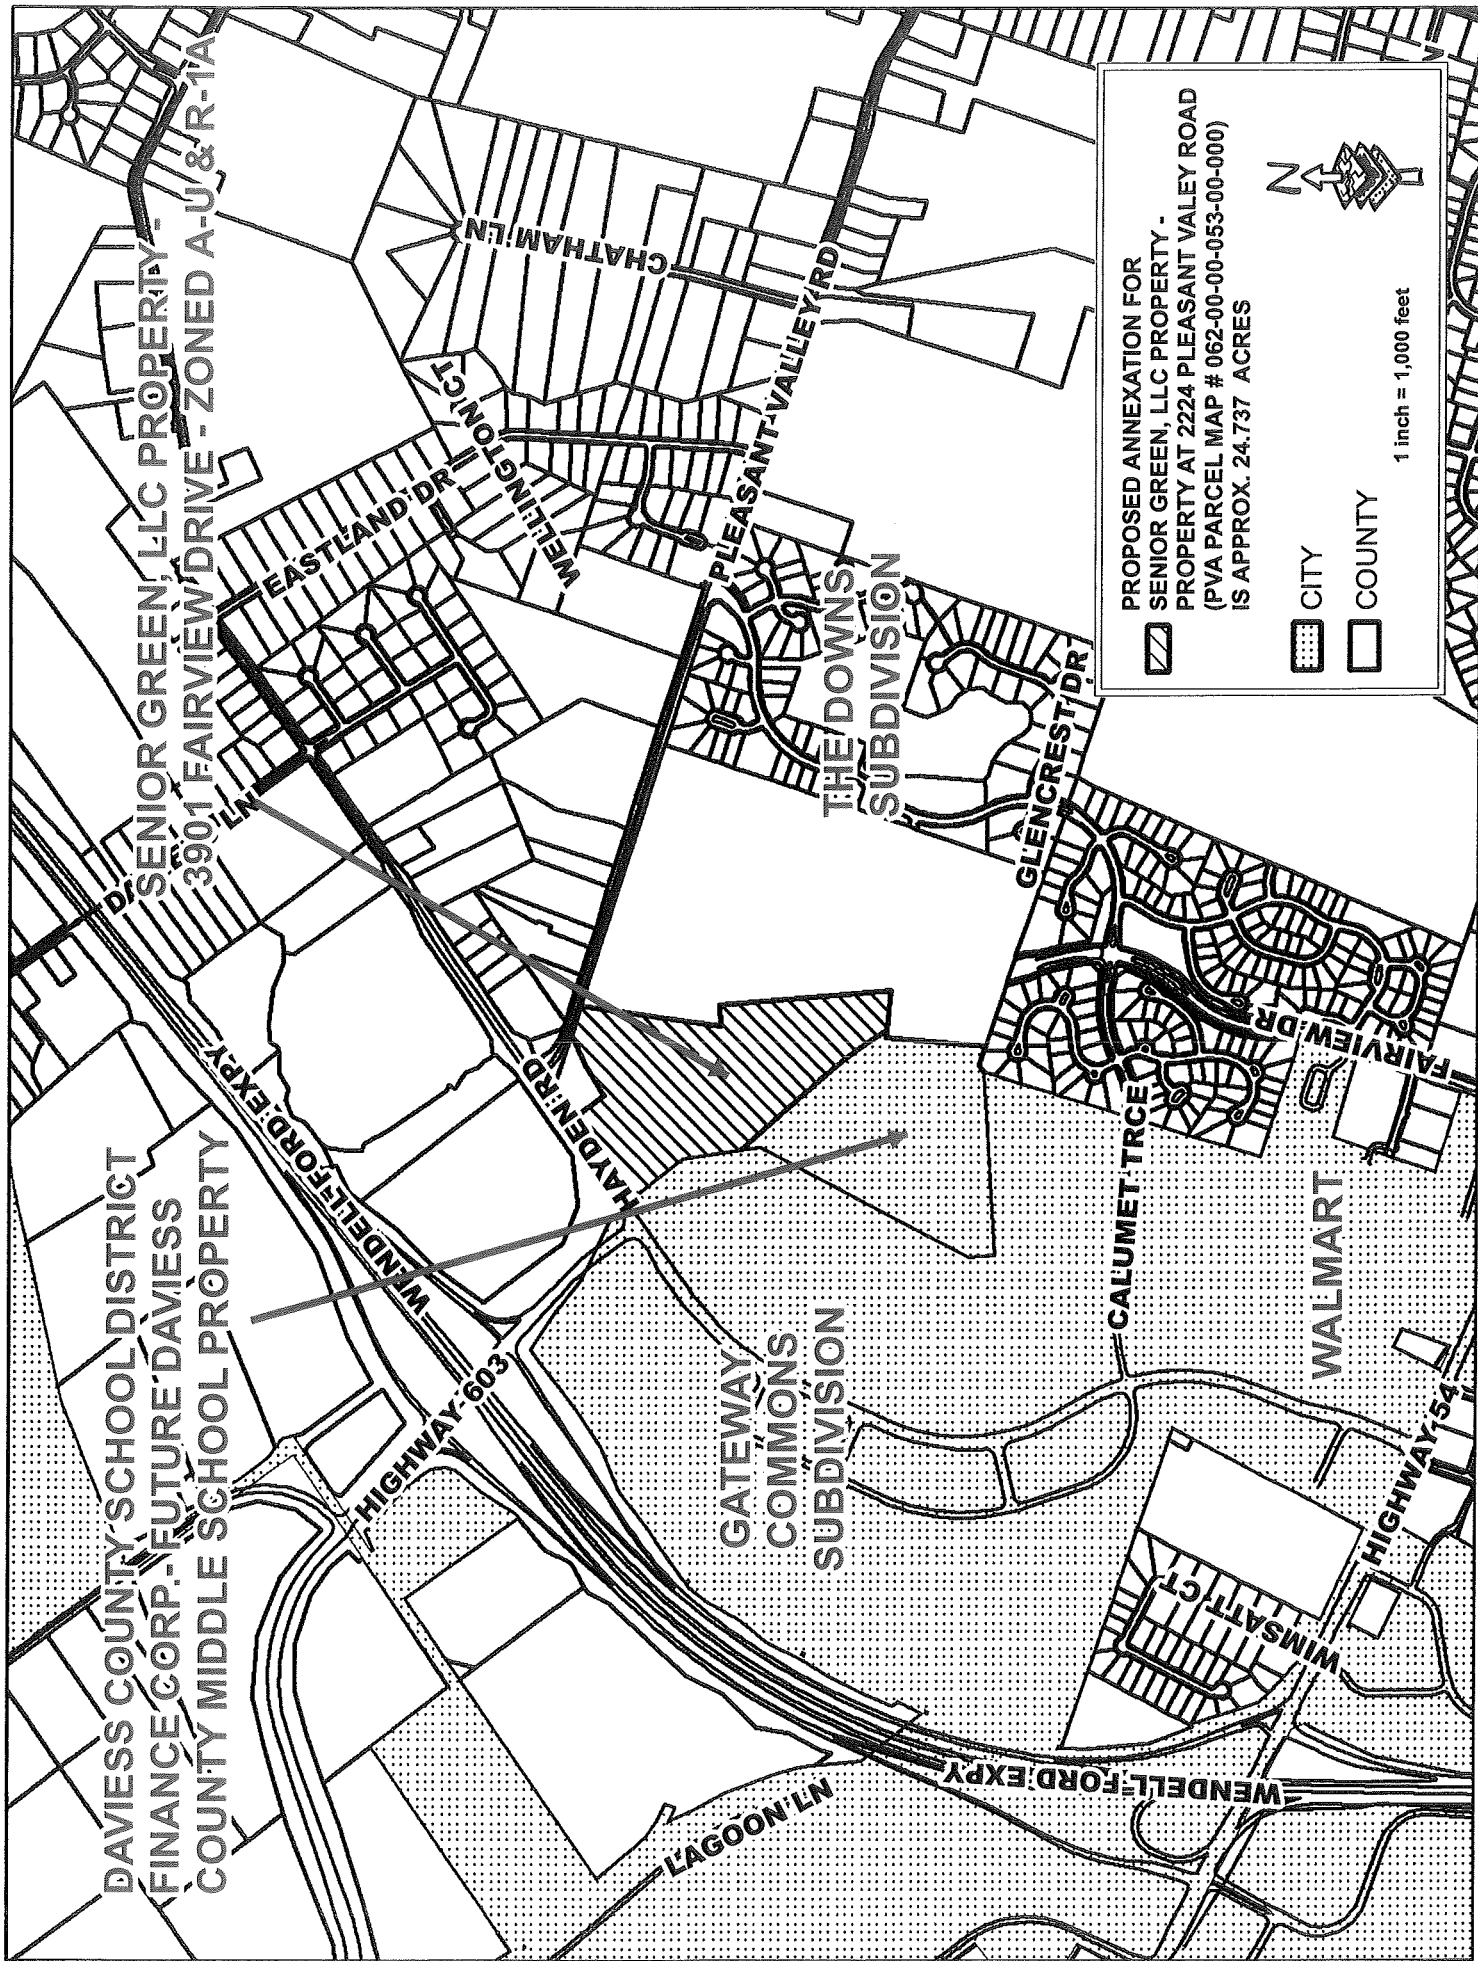 DAVIESS COUNTY SCHOOL DISTRICT
FINANCE CORP.- FUTURE DAVIESS
COUNTY MIDDLE SCHOOL PROPERTY
SENIOR GREEN, LLC PROPERTY -
3901 FAIRVIEW DRIVE - ZONED A-U & R-1A
LN
EASTLAND DR
WELLINGTON CT
CHATHAM LN
WENDELL FORD EXPY
HIGHWAY 603
HAYDEN RD
PLEASANT VALLEY RD
LAGOON LN
GATEWAY
COMMONS
SUBDIVISION
THE DOWNS
SUBDIVISION
GLENCREST DR
CALUMET TRCE
FAIRVIEW DR
WENDELL FORD EXPY
WIMSATT CT
WALMART
HIGHWAY 54
PROPOSED ANNEXATION FOR
SENIOR GREEN, LLC PROPERTY -
PROPERTY AT 2224 PLEASANT VALEY ROAD
(PVA PARCEL MAP # 062-00-00-053-00-000)
IS APPROX. 24.737 ACRES
CITY
COUNTY
N
1 inch = 1,000 feet